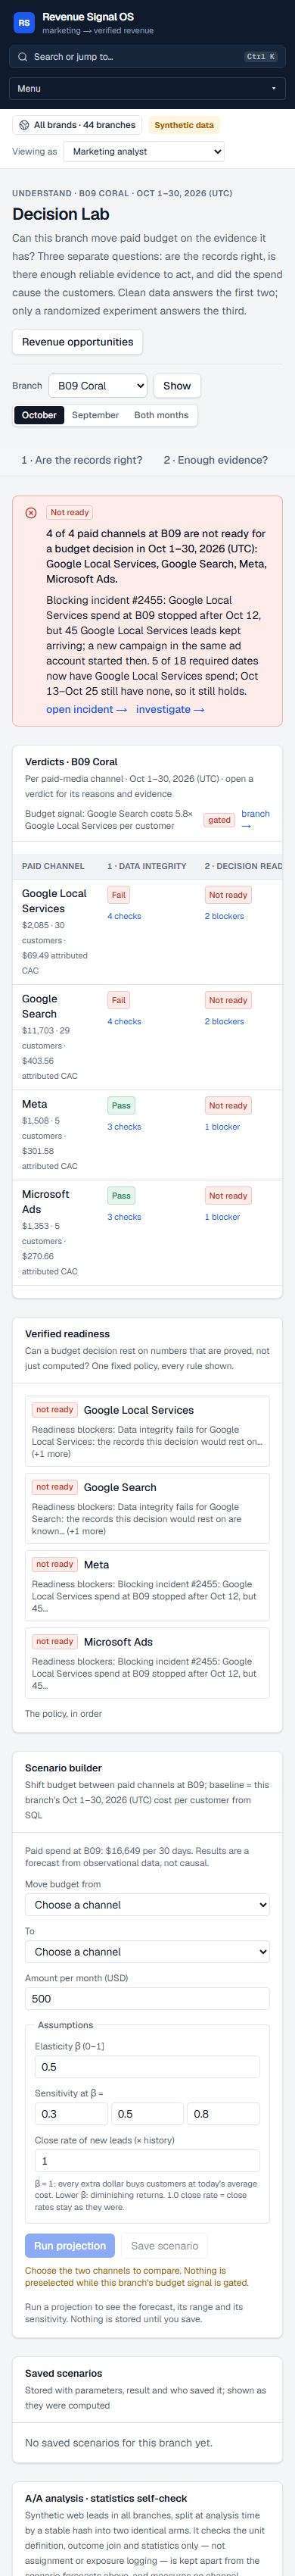 RS
Revenue Signal OS
marketing → verified revenue
Search or jump to...
Ctrl K
Menu
All brands · 44 branches
Synthetic data
Viewing as
Marketing analyst
UNDERSTAND · B09 CORAL · OCT 1–30, 2026 (UTC)
Decision Lab
Can this branch move paid budget on the evidence it
has? Three separate questions: are the records right, is
there enough reliable evidence to act, and did the spend
cause the customers. Clean data answers the first two;
only a randomized experiment answers the third.
Revenue opportunities
Branch
B09 Coral
Show
October
September
Both months
1 · Are the records right?
2 · Enough evidence?
Not ready
4 of 4 paid channels at B09 are not ready for
a budget decision in Oct 1–30, 2026 (UTC):
Google Local Services, Google Search, Meta,
Microsoft Ads.
Blocking incident #2455: Google Local
Services spend at B09 stopped after Oct 12,
but 45 Google Local Services leads kept
arriving; a new campaign in the same ad
account started then. 5 of 18 required dates
now have Google Local Services spend; Oct
13–Oct 25 still have none, so it still holds.
open incident →
investigate →
Verdicts · B09 Coral
Per paid-media channel · Oct 1–30, 2026 (UTC) · open a
verdict for its reasons and evidence
Budget signal: Google Search costs 5.8×
Google Local Services per customer
gated
branch
→
PAID CHANNEL
1 · DATA INTEGRITY
2 · DECISION READ
Google Local
Services
$2,085 · 30
customers ·
$69.49 attributed
CAC
Fail
4 checks
Not ready
2 blockers
Google
Search
$11,703 · 29
customers ·
$403.56
attributed CAC
Fail
4 checks
Not ready
2 blockers
Meta
$1,508 · 5
customers ·
$301.58
attributed CAC
Pass
3 checks
Not ready
1 blocker
Microsoft
Ads
$1,353 · 5
customers ·
$270.66
attributed CAC
Pass
3 checks
Not ready
1 blocker
Verified readiness
Can a budget decision rest on numbers that are proved, not
just computed? One fixed policy, every rule shown.
not ready
Google Local Services
Readiness blockers: Data integrity fails for Google
Local Services: the records this decision would rest on...
(+1 more)
not ready
Google Search
Readiness blockers: Data integrity fails for Google
Search: the records this decision would rest on are
known... (+1 more)
not ready
Meta
Readiness blockers: Blocking incident #2455: Google
Local Services spend at B09 stopped after Oct 12, but
45...
not ready
Microsoft Ads
Readiness blockers: Blocking incident #2455: Google
Local Services spend at B09 stopped after Oct 12, but
45...
The policy, in order
Scenario builder
Shift budget between paid channels at B09; baseline = this
branch's Oct 1–30, 2026 (UTC) cost per customer from
SQL
Paid spend at B09: $16,649 per 30 days. Results are a
forecast from observational data, not causal.
Move budget from
Choose a channel
To
Choose a channel
Amount per month (USD)
500
Assumptions
Elasticity β (0–1]
0.5
Sensitivity at β =
0.3
0.5
0.8
Close rate of new leads (× history)
1
β = 1: every extra dollar buys customers at today's average
cost. Lower β: diminishing returns. 1.0 close rate = close
rates stay as they were.
Run projection
Save scenario
Choose the two channels to compare. Nothing is
preselected while this branch's budget signal is gated.
Run a projection to see the forecast, its range and its
sensitivity. Nothing is stored until you save.
Saved scenarios
Stored with parameters, result and who saved it; shown as
they were computed
No saved scenarios for this branch yet.
A/A analysis · statistics self-check
Synthetic web leads in all branches, split at analysis time
by a stable hash into two identical arms. It checks the unit
definition, outcome join and statistics only — not
assignment or exposure logging — is kept apart from the